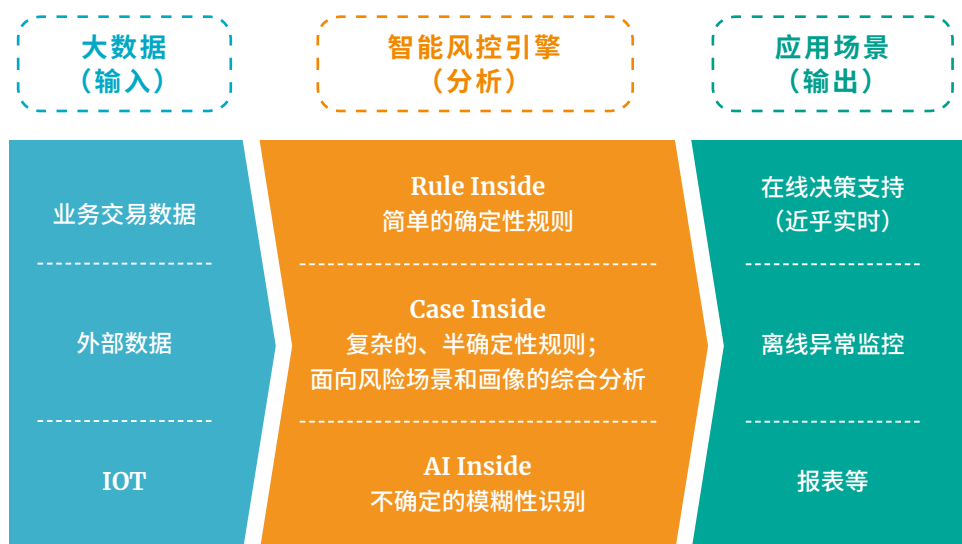 大数据
（输入）
智能风控引擎
（分析）
应用场景
（输出）
业务交易数据
外部数据
IOT
Rule Inside
简单的确定性规则
Case Inside
复杂的、半确定性规则；
面向风险场景和画像的综合分析
AI Inside
不确定的模糊性识别
在线决策支持
（近乎实时）
离线异常监控
报表等